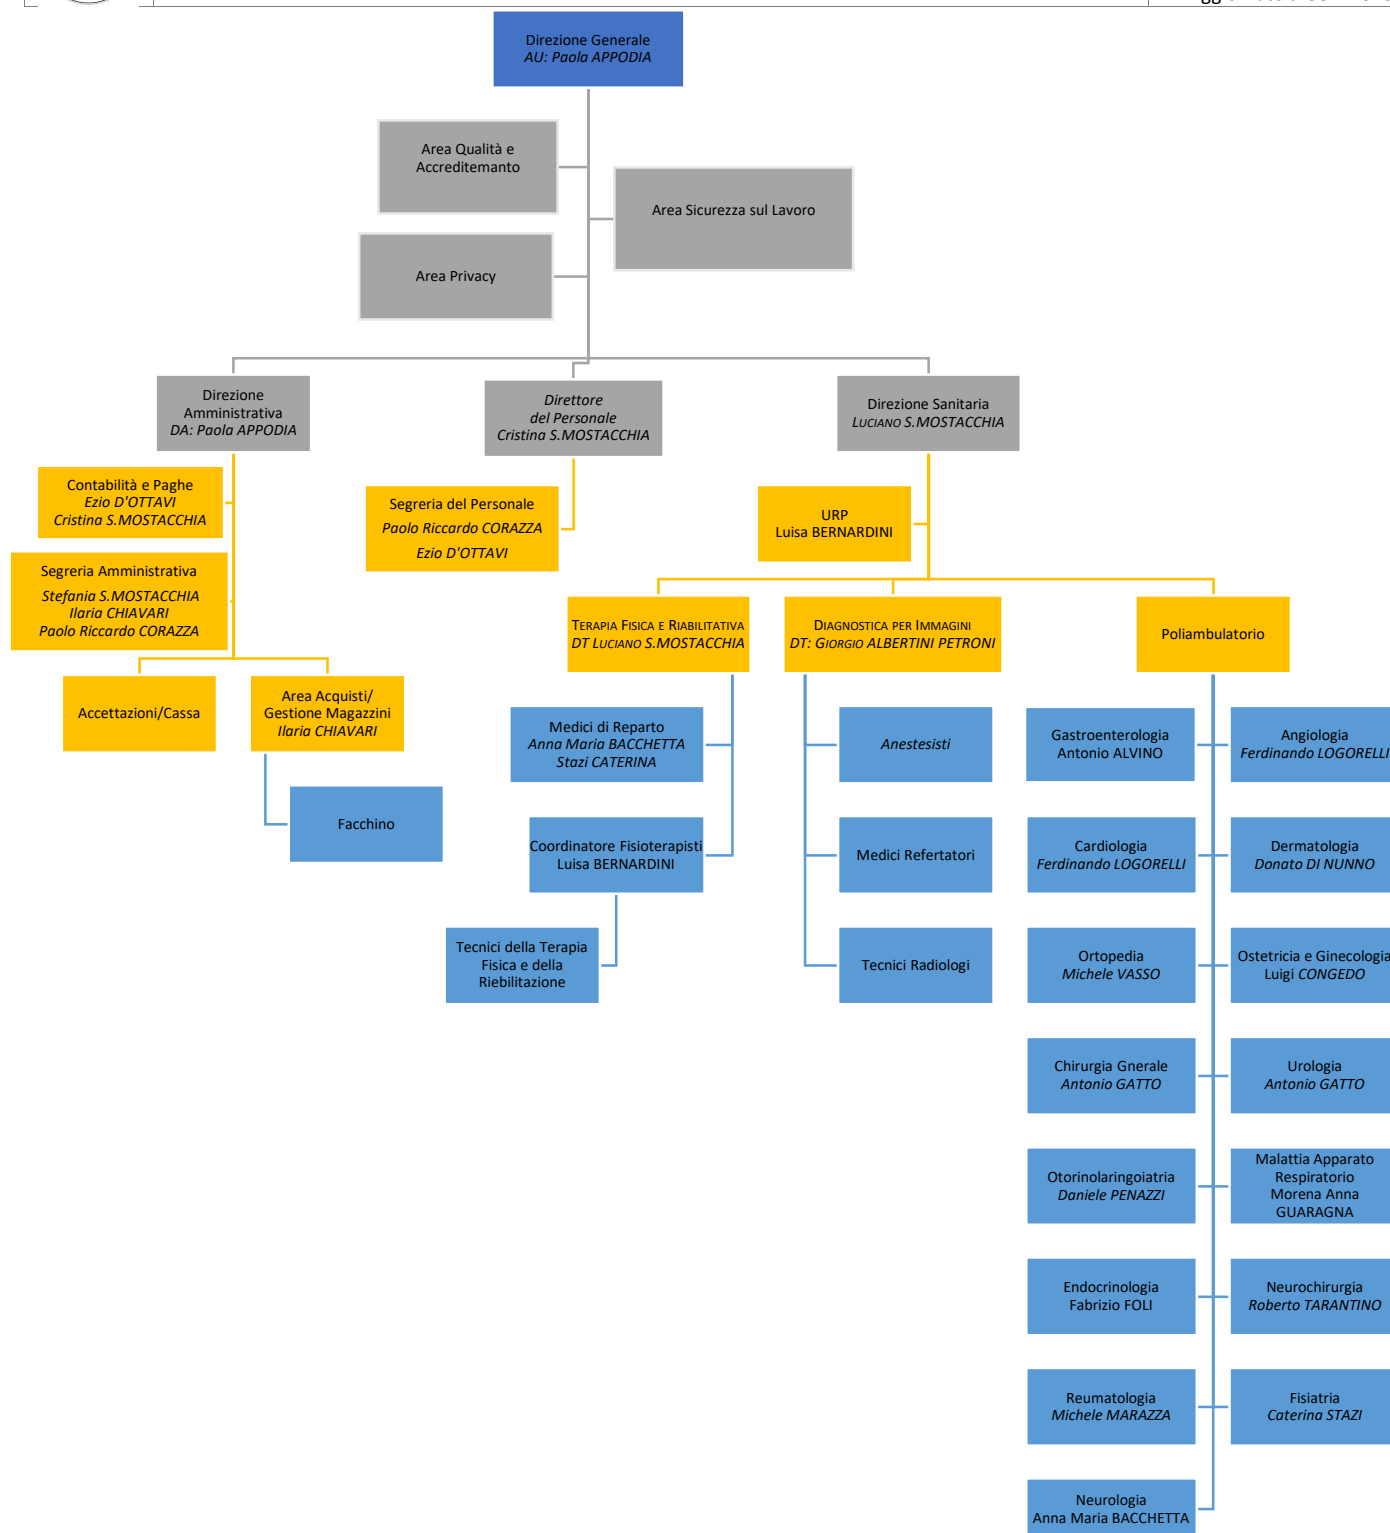 Direzione Generale
AU: Paola APPODIA
Area Qualità e
Accreditemanto
Area Sicurezza sul Lavoro
Area Privacy
Direzione
Amministrativa
DA: Paola APPODIA
Direttore
del Personale
Cristina S.MOSTACCHIA
Direzione Sanitaria
LUCIANO S.MOSTACCHIA
Contabilità e Paghe
Ezio D'OTTAVI
Cristina S.MOSTACCHIA
Segreria del Personale
Paolo Riccardo CORAZZA
Ezio D'OTTAVI
URP
Luisa BERNARDINI
Segreria Amministrativa
Stefania S.MOSTACCHIA
Ilaria CHIAVARI
Paolo Riccardo CORAZZA
TERAPIA FISICA E RIABILITATIVA
DT LUCIANO S.MOSTACCHIA
DIAGNOSTICA PER IMMAGINI
DT: GIORGIO ALBERTINI PETRONI
Poliambulatorio
Accettazioni/Cassa
Area Acquisti/
Gestione Magazzini
Ilaria CHIAVARI
Facchino
Medici di Reparto
Anna Maria BACCHETTA
Stazi CATERINA
Coordinatore Fisioterapisti
Luisa BERNARDINI
Tecnici della Terapia
Fisica e della
Riebilitazione
Anestesisti
Medici Refertatori
Tecnici Radiologi
Gastroenterologia
Antonio ALVINO
Angiologia
Ferdinando LOGORELLI
Cardiologia
Ferdinando LOGORELLI
Dermatologia
Donato DI NUNNO
Ortopedia
Michele VASSO
Ostetricia e Ginecologia
Luigi CONGEDO
Chirurgia Gnerale
Antonio GATTO
Urologia
Antonio GATTO
Otorinolaringoiatria
Daniele PENAZZI
Malattia Apparato
Respiratorio
Morena Anna
GUARAGNA
Endocrinologia
Fabrizio FOLI
Neurochirurgia
Roberto TARANTINO
Reumatologia
Michele MARAZZA
Fisiatria
Caterina STAZI
Neurologia
Anna Maria BACCHETTA